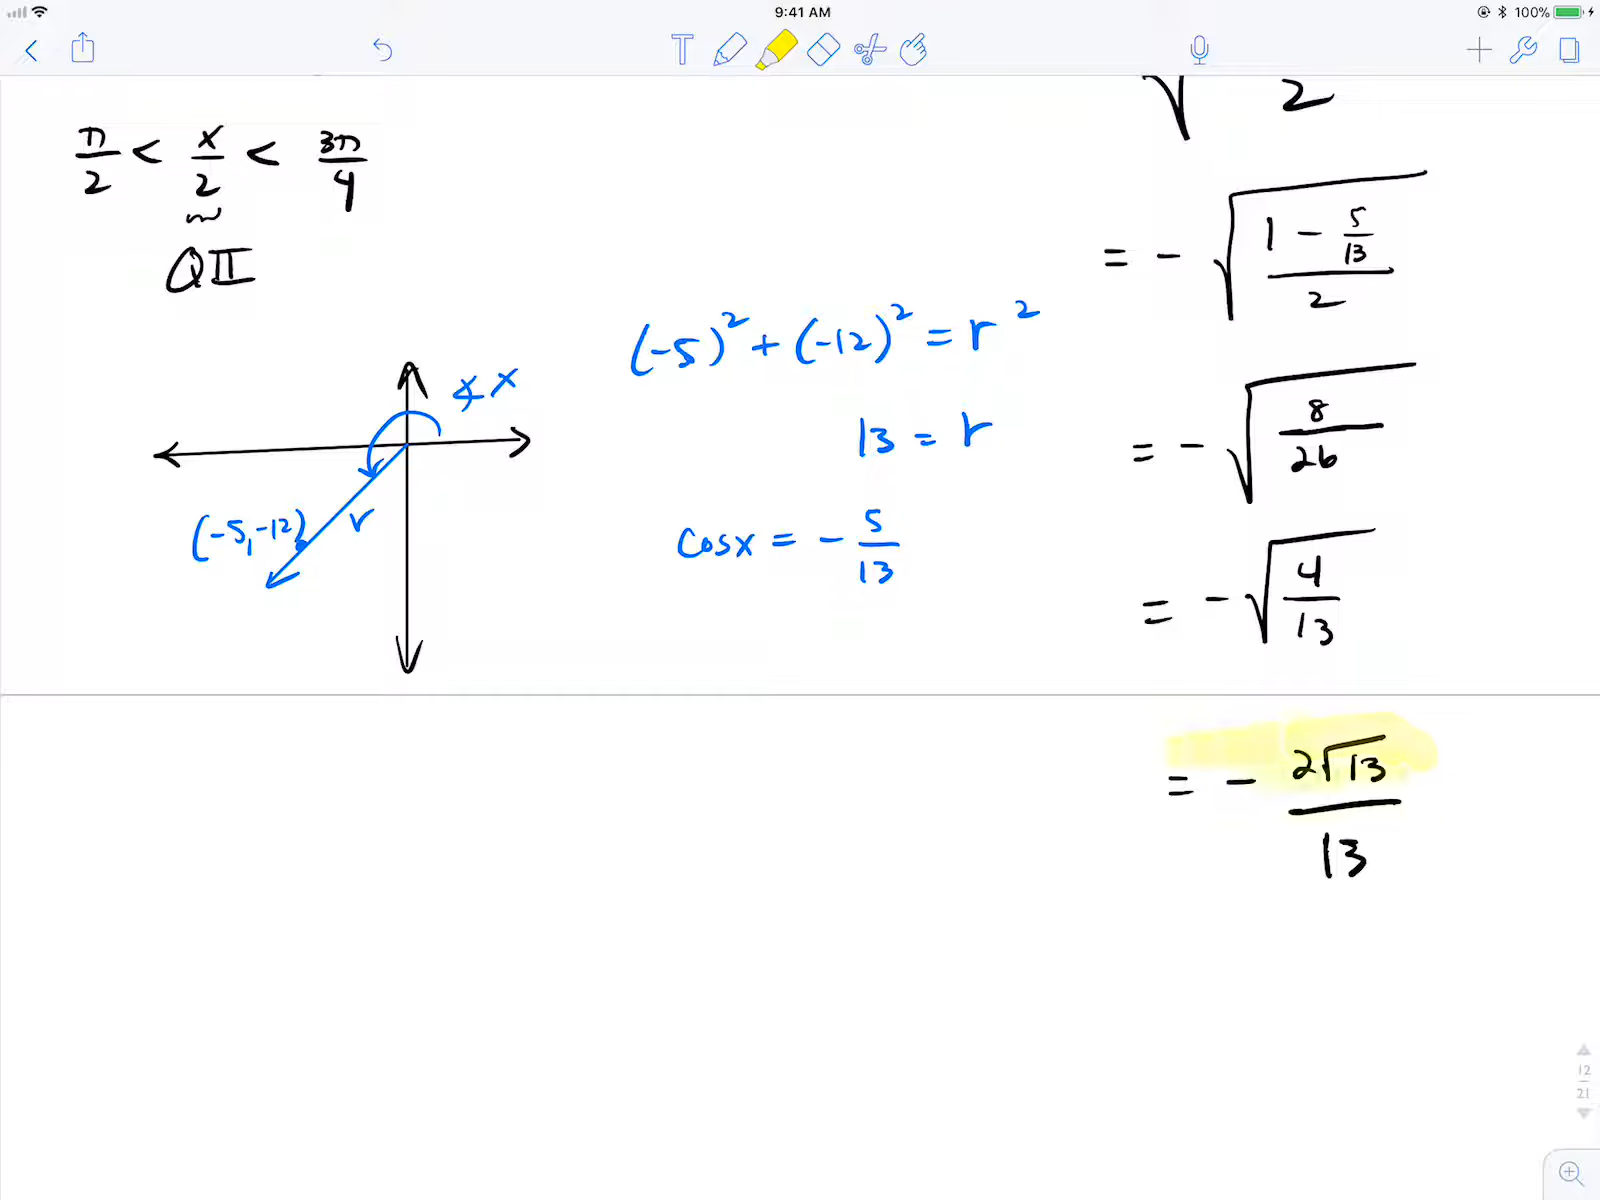 9:41 AM
100%
T
2
π/2 < x/2 < 3π/4
QII
= - √((1 - 5/13)/2)
(-5)² + (-12)² = r²
∡ x
13 = r
= - √(8/26)
(-5,-12)
r
cosx = - 5/13
= - √(4/13)
= - 2√13/13
12
21